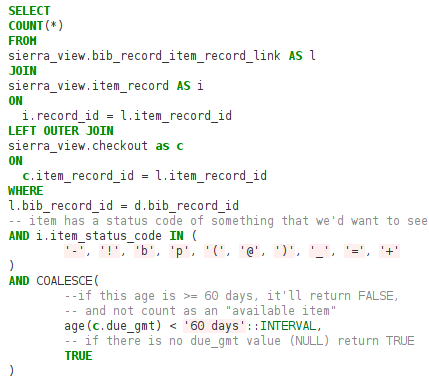 SELECT
COUNT(*)
FROM
sierra_view.bib_record_item_record_link AS l
JOIN
sierra_view.item_record AS i
ON
  i.record_id = l.item_record_id
LEFT OUTER JOIN
sierra_view.checkout as c
ON
  c.item_record_id = l.item_record_id
WHERE
l.bib_record_id = d.bib_record_id
-- item has a status code of something that we'd want to see
AND i.item_status_code IN (
        '-', '!', 'b', 'p', '(', '@', ')', '_', '=', '+'
)
AND COALESCE(
        --if this age is >= 60 days, it'll return FALSE,
        -- and not count as an "available item"
        age(c.due_gmt) < '60 days'::INTERVAL,
        -- if there is no due_gmt value (NULL) return TRUE
        TRUE
)